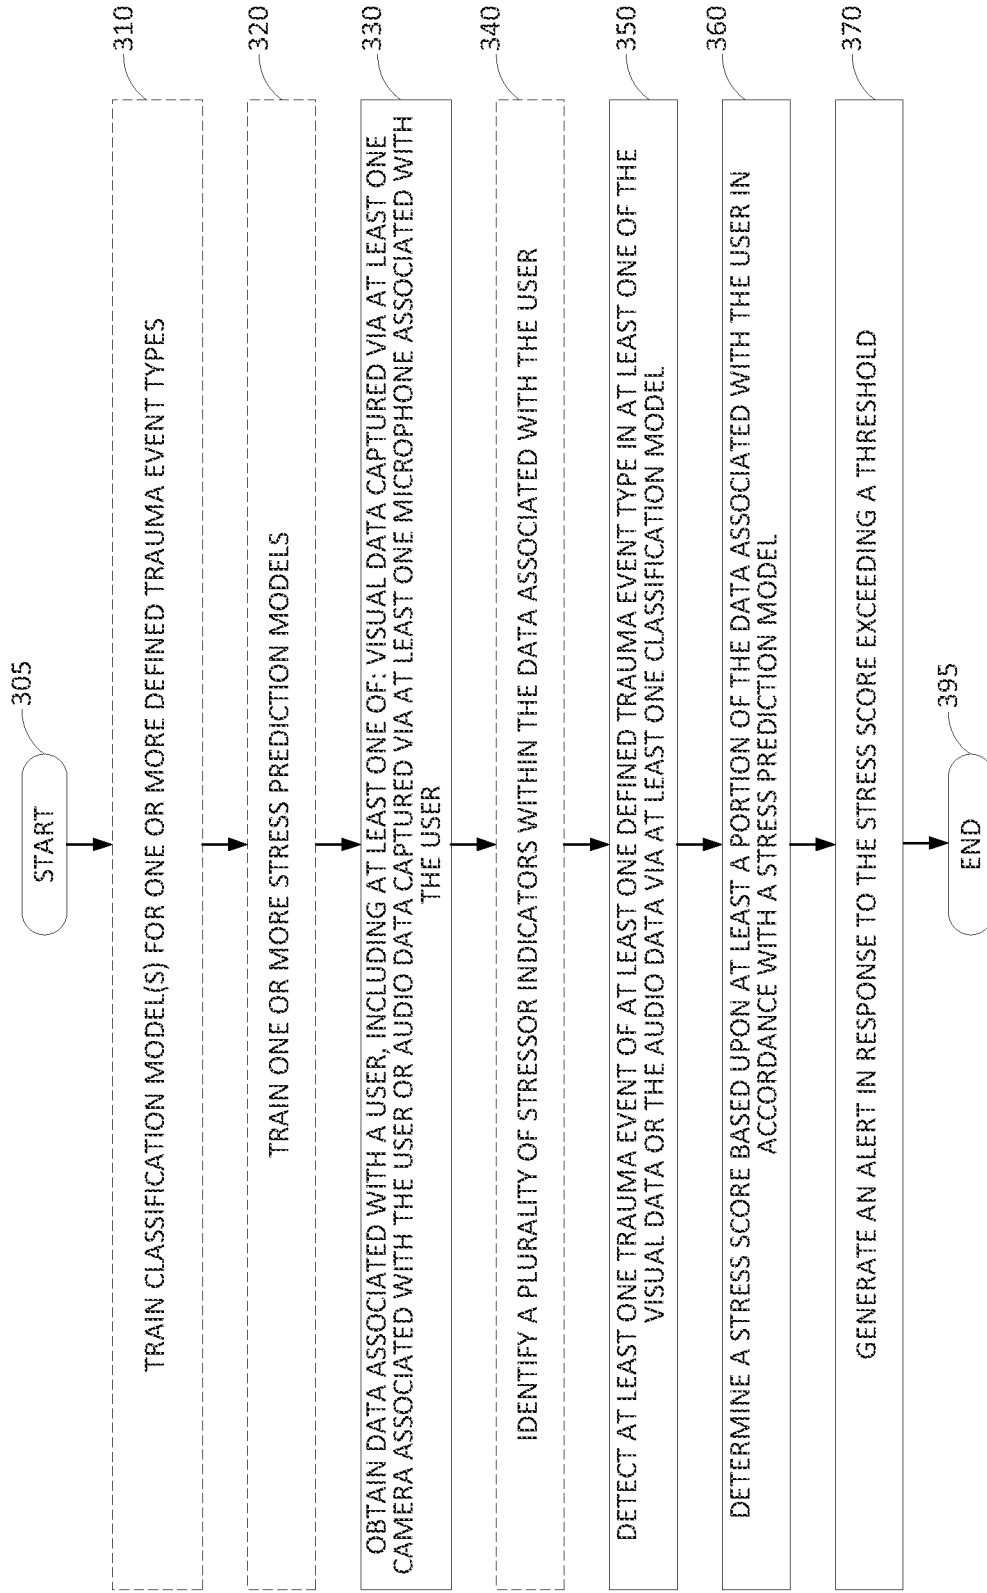 START
305
TRAIN CLASSIFICATION MODEL(S) FOR ONE OR MORE DEFINED TRAUMA EVENT TYPES
310
TRAIN ONE OR MORE STRESS PREDICTION MODELS
320
OBTAIN DATA ASSOCIATED WITH A USER, INCLUDING AT LEAST ONE OF: VISUAL DATA CAPTURED VIA AT LEAST ONE
CAMERA ASSOCIATED WITH THE USER OR AUDIO DATA CAPTURED VIA AT LEAST ONE MICROPHONE ASSOCIATED WITH
THE USER
330
IDENTIFY A PLURALITY OF STRESSOR INDICATORS WITHIN THE DATA ASSOCIATED WITH THE USER
340
DETECT AT LEAST ONE TRAUMA EVENT OF AT LEAST ONE DEFINED TRAUMA EVENT TYPE IN AT LEAST ONE OF THE
VISUAL DATA OR THE AUDIO DATA VIA AT LEAST ONE CLASSIFICATION MODEL
350
DETERMINE A STRESS SCORE BASED UPON AT LEAST A PORTION OF THE DATA ASSOCIATED WITH THE USER IN
ACCORDANCE WITH A STRESS PREDICTION MODEL
360
GENERATE AN ALERT IN RESPONSE TO THE STRESS SCORE EXCEEDING A THRESHOLD
370
END
395